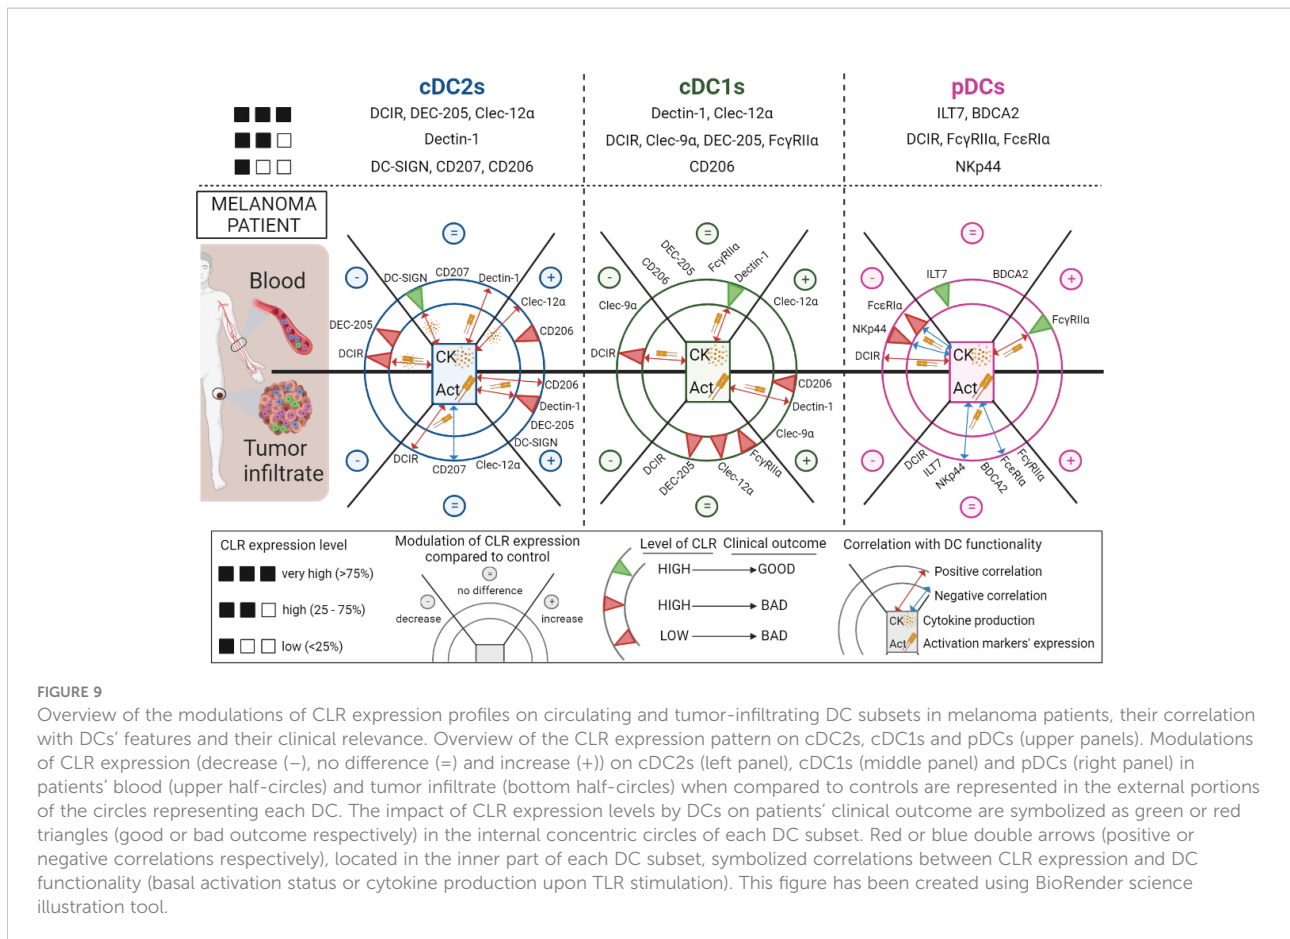 cDC2s
cDC1s
pDCs
DCIR, DEC-205, Clec-12α
Dectin-1, Clec-12α
ILT7, BDCA2
Dectin-1
DCIR, Clec-9α, DEC-205, FcγRIIα
DCIR, FcγRIIα, FcεRIα
DC-SIGN, CD207, CD206
CD206
NKp44
MELANOMA
PATIENT
Blood
Tumor
infiltrate
=
-
+
DC-SIGN
CD207
Dectin-1
Clec-12α
DEC-205
CD206
DCIR
CK
Act
CD206
Dectin-1
DEC-205
DC-SIGN
DCIR
CD207
Clec-12α
-
+
=
=
-
+
CD206
DEC-205
FcγRIIα
Dectin-1
Clec-9α
Clec-12α
DCIR
CK
Act
CD206
Dectin-1
Clec-9α
DCIR
DEC-205
Clec-12α
FcγRIIα
-
+
=
=
-
+
ILT7
BDCA2
FcεRIα
FcγRIIα
NKp44
DCIR
CK
Act
DCIR
ILT7
NKp44
BDCA2
FcεRIα
FcγRIIα
-
+
=
CLR expression level
very high (>75%)
high (25 - 75%)
low (<25%)
Modulation of CLR expression
compared to control
=
no difference
-
decrease
+
increase
Level of CLR
Clinical outcome
HIGH
GOOD
HIGH
BAD
LOW
BAD
Correlation with DC functionality
Positive correlation
Negative correlation
CK
Cytokine production
Act
Activation markers' expression
FIGURE 9
Overview of the modulations of CLR expression profiles on circulating and tumor-infiltrating DC subsets in melanoma patients, their correlation
with DCs' features and their clinical relevance. Overview of the CLR expression pattern on cDC2s, cDC1s and pDCs (upper panels). Modulations
of CLR expression (decrease (–), no difference (=) and increase (+)) on cDC2s (left panel), cDC1s (middle panel) and pDCs (right panel) in
patients' blood (upper half-circles) and tumor infiltrate (bottom half-circles) when compared to controls are represented in the external portions
of the circles representing each DC. The impact of CLR expression levels by DCs on patients' clinical outcome are symbolized as green or red
triangles (good or bad outcome respectively) in the internal concentric circles of each DC subset. Red or blue double arrows (positive or
negative correlations respectively), located in the inner part of each DC subset, symbolized correlations between CLR expression and DC
functionality (basal activation status or cytokine production upon TLR stimulation). This figure has been created using BioRender science
illustration tool.